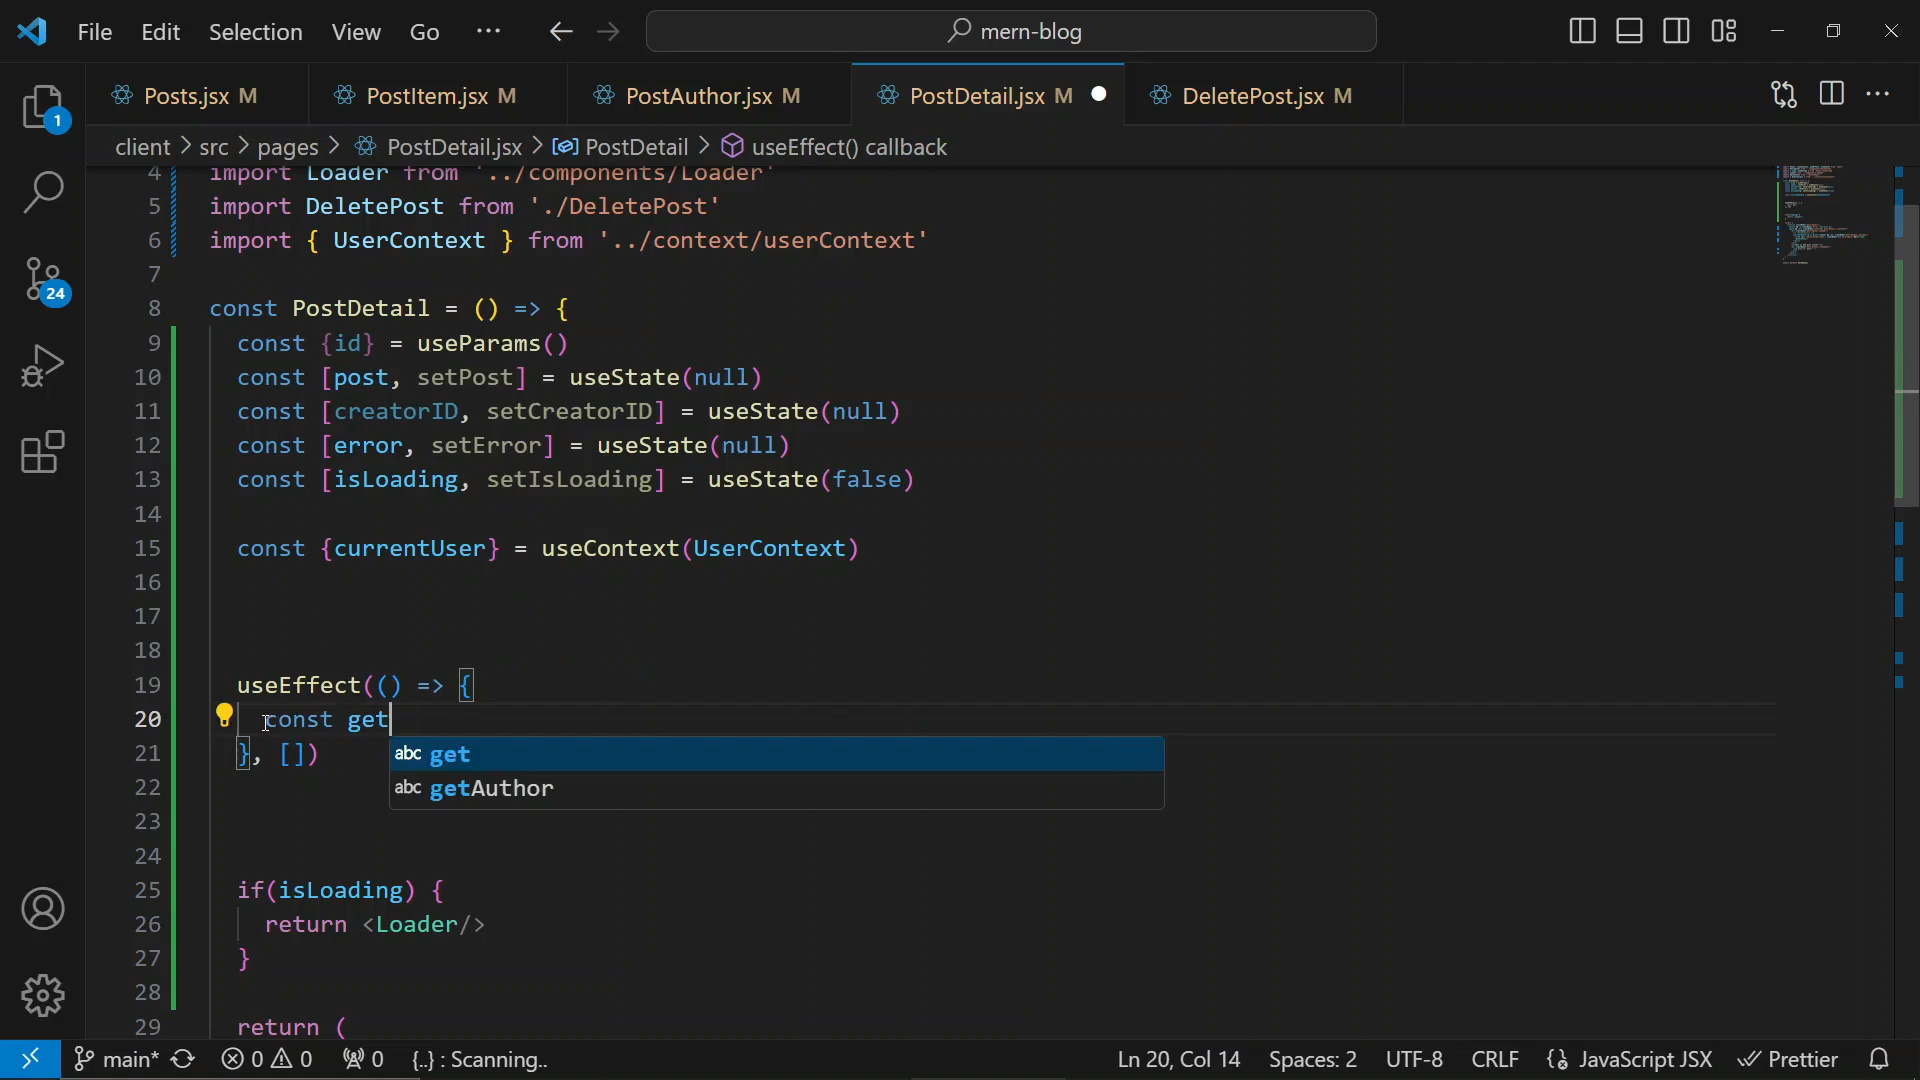 File Edit Selection View Go ··· mern-blog
Posts.jsx M PostItem.jsx M PostAuthor.jsx M PostDetail.jsx M DeletePost.jsx M
client > src > pages > PostDetail.jsx > PostDetail > useEffect() callback
4 import Loader from '../components/Loader'
5 import DeletePost from './DeletePost'
6 import { UserContext } from '../context/userContext'
7
8 const PostDetail = () => {
9 const {id} = useParams()
10 const [post, setPost] = useState(null)
11 const [creatorID, setCreatorID] = useState(null)
12 const [error, setError] = useState(null)
13 const [isLoading, setIsLoading] = useState(false)
14
15 const {currentUser} = useContext(UserContext)
16
17
18
19 useEffect(() => {
20 const get
21 }, [])
abc get
22
abc getAuthor
23
24
25 if(isLoading) {
26 return <Loader/>
27 }
28
29 return (
1
24
main* 0 0 0 {..} : Scanning.. Ln 20, Col 14 Spaces: 2 UTF-8 CRLF JavaScript JSX Prettier